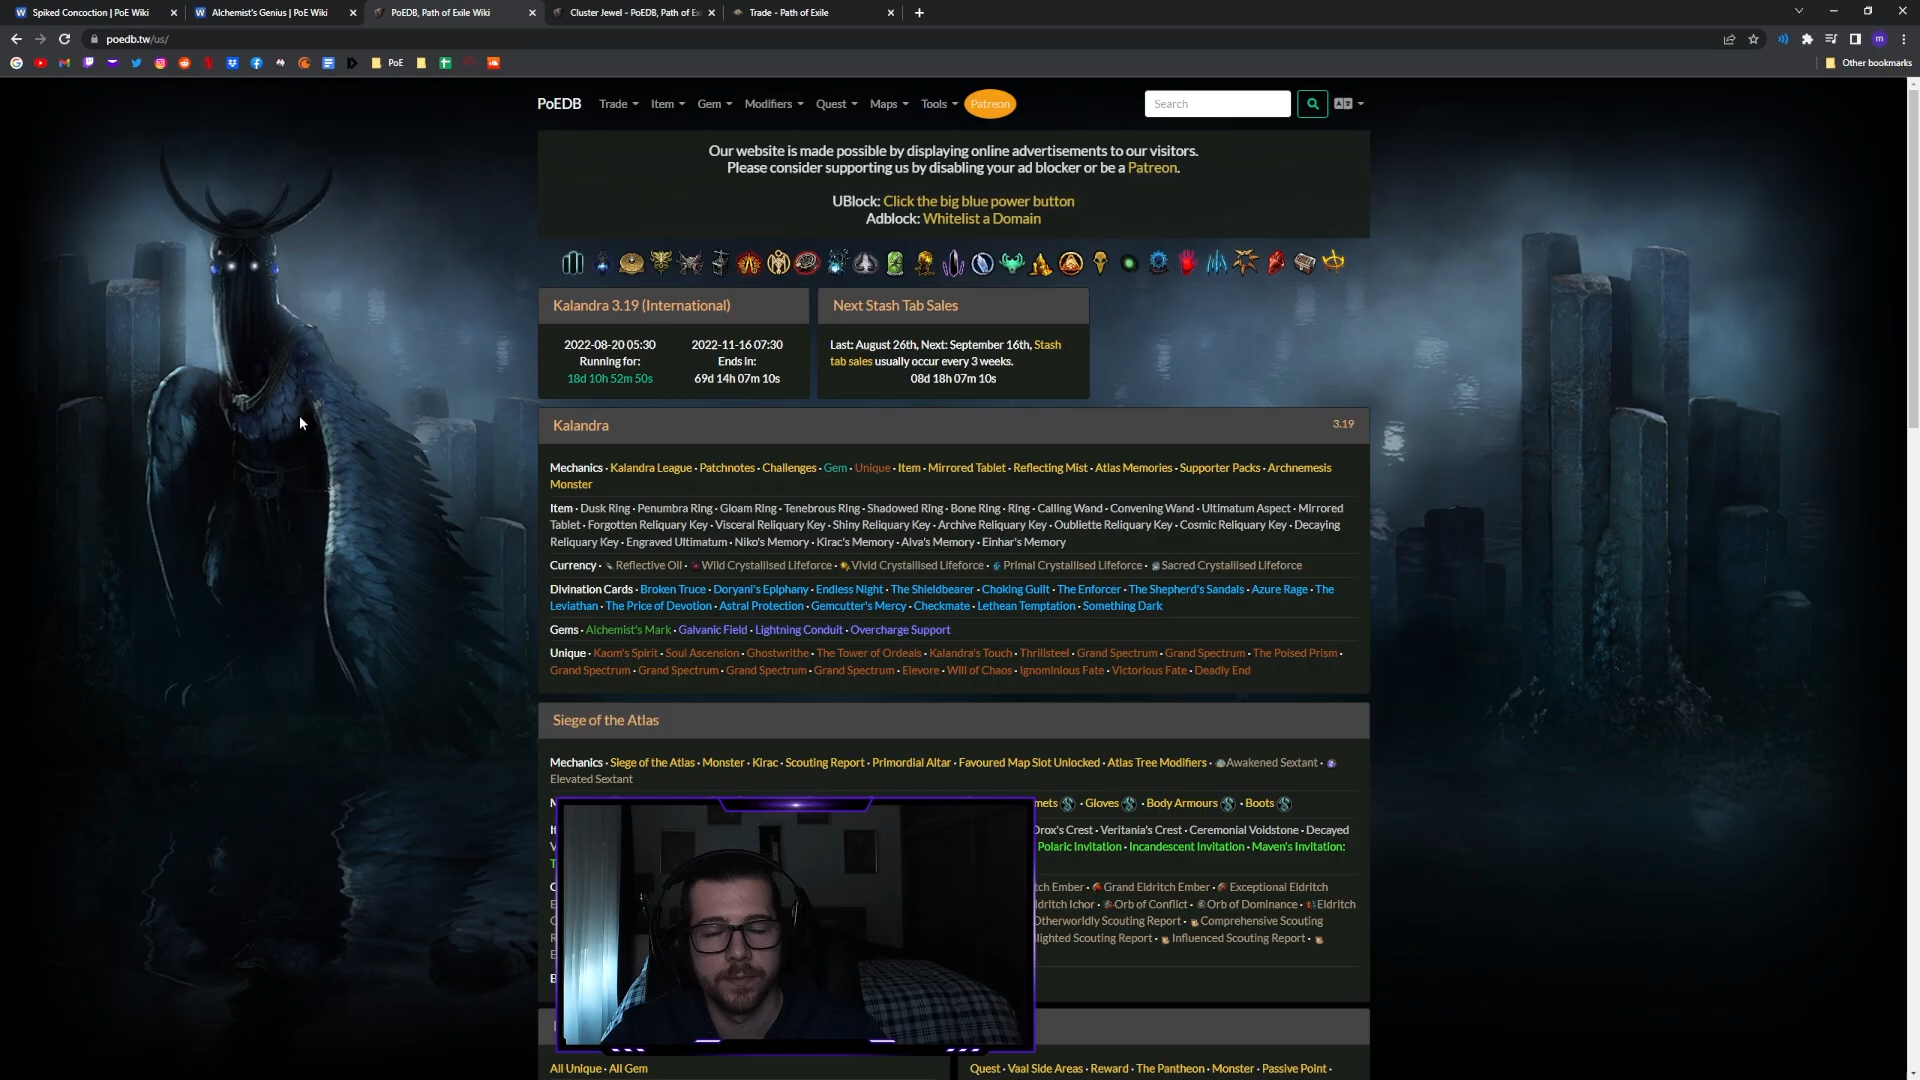 Spiked Concoction | PoE Wiki
Alchemist's Genius | PoE Wiki
PoEDB, Path of Exile Wiki
Cluster Jewel - PoEDB, Path of Ex
Trade - Path of Exile
poedb.tw/us/
PoE
Other bookmarks
PoEDB Trade Item Gem Modifiers Quest Maps Tools Patreon
Search
Our website is made possible by displaying online advertisements to our visitors.
Please consider supporting us by disabling your ad blocker or be a Patreon.
UBlock: Click the big blue power button
Adblock: Whitelist a Domain
Kalandra 3.19 (International)
2022-08-20 05:30
Running for:
18d 10h 52m 50s
2022-11-16 07:30
Ends in:
69d 14h 07m 10s
Next Stash Tab Sales
Last: August 26th, Next: September 16th, Stash
tab sales usually occur every 3 weeks.
08d 18h 07m 10s
Kalandra 3.19
Mechanics · Kalandra League · Patchnotes · Challenges · Gem · Unique · Item · Mirrored Tablet · Reflecting Mist · Atlas Memories · Supporter Packs · Archnemesis
Monster
Item · Dusk Ring · Penumbra Ring · Gloam Ring · Tenebrous Ring · Shadowed Ring · Bone Ring · Ring · Calling Wand · Convening Wand · Ultimatum Aspect · Mirrored
Tablet · Forgotten Reliquary Key · Visceral Reliquary Key · Shiny Reliquary Key · Archive Reliquary Key · Oubliette Reliquary Key · Cosmic Reliquary Key · Decaying
Reliquary Key · Engraved Ultimatum · Niko's Memory · Kirac's Memory · Alva's Memory · Einhar's Memory
Currency · Reflective Oil · Wild Crystallised Lifeforce · Vivid Crystallised Lifeforce · Primal Crystallised Lifeforce · Sacred Crystallised Lifeforce
Divination Cards · Broken Truce · Doryani's Epiphany · Endless Night · The Shieldbearer · Choking Guilt · The Enforcer · The Shepherd's Sandals · Azure Rage · The
Leviathan · The Price of Devotion · Astral Protection · Gemcutter's Mercy · Checkmate · Lethean Temptation · Something Dark
Gems · Alchemist's Mark · Galvanic Field · Lightning Conduit · Overcharge Support
Unique · Kaom's Spirit · Soul Ascension · Ghostwrithe · The Tower of Ordeals · Kalandra's Touch · Thrillsteel · Grand Spectrum · Grand Spectrum · The Poised Prism ·
Grand Spectrum · Grand Spectrum · Grand Spectrum · Grand Spectrum · Elevore · Will of Chaos · Ignominious Fate · Victorious Fate · Deadly End
Siege of the Atlas
Mechanics · Siege of the Atlas · Monster · Kirac · Scouting Report · Primordial Altar · Favoured Map Slot Unlocked · Atlas Tree Modifiers · Awakened Sextant ·
Elevated Sextant
mets · Gloves · Body Armours · Boots
Drox's Crest · Veritania's Crest · Ceremonial Voidstone · Decayed
Polaric Invitation · Incandescent Invitation · Maven's Invitation:
tch Ember · Grand Eldritch Ember · Exceptional Eldritch
ldritch Ichor · Orb of Conflict · Orb of Dominance · Eldritch
Otherworldly Scouting Report · Comprehensive Scouting
lighted Scouting Report · Influenced Scouting Report ·
All Unique · All Gem
Quest · Vaal Side Areas · Reward · The Pantheon · Monster · Passive Point ·